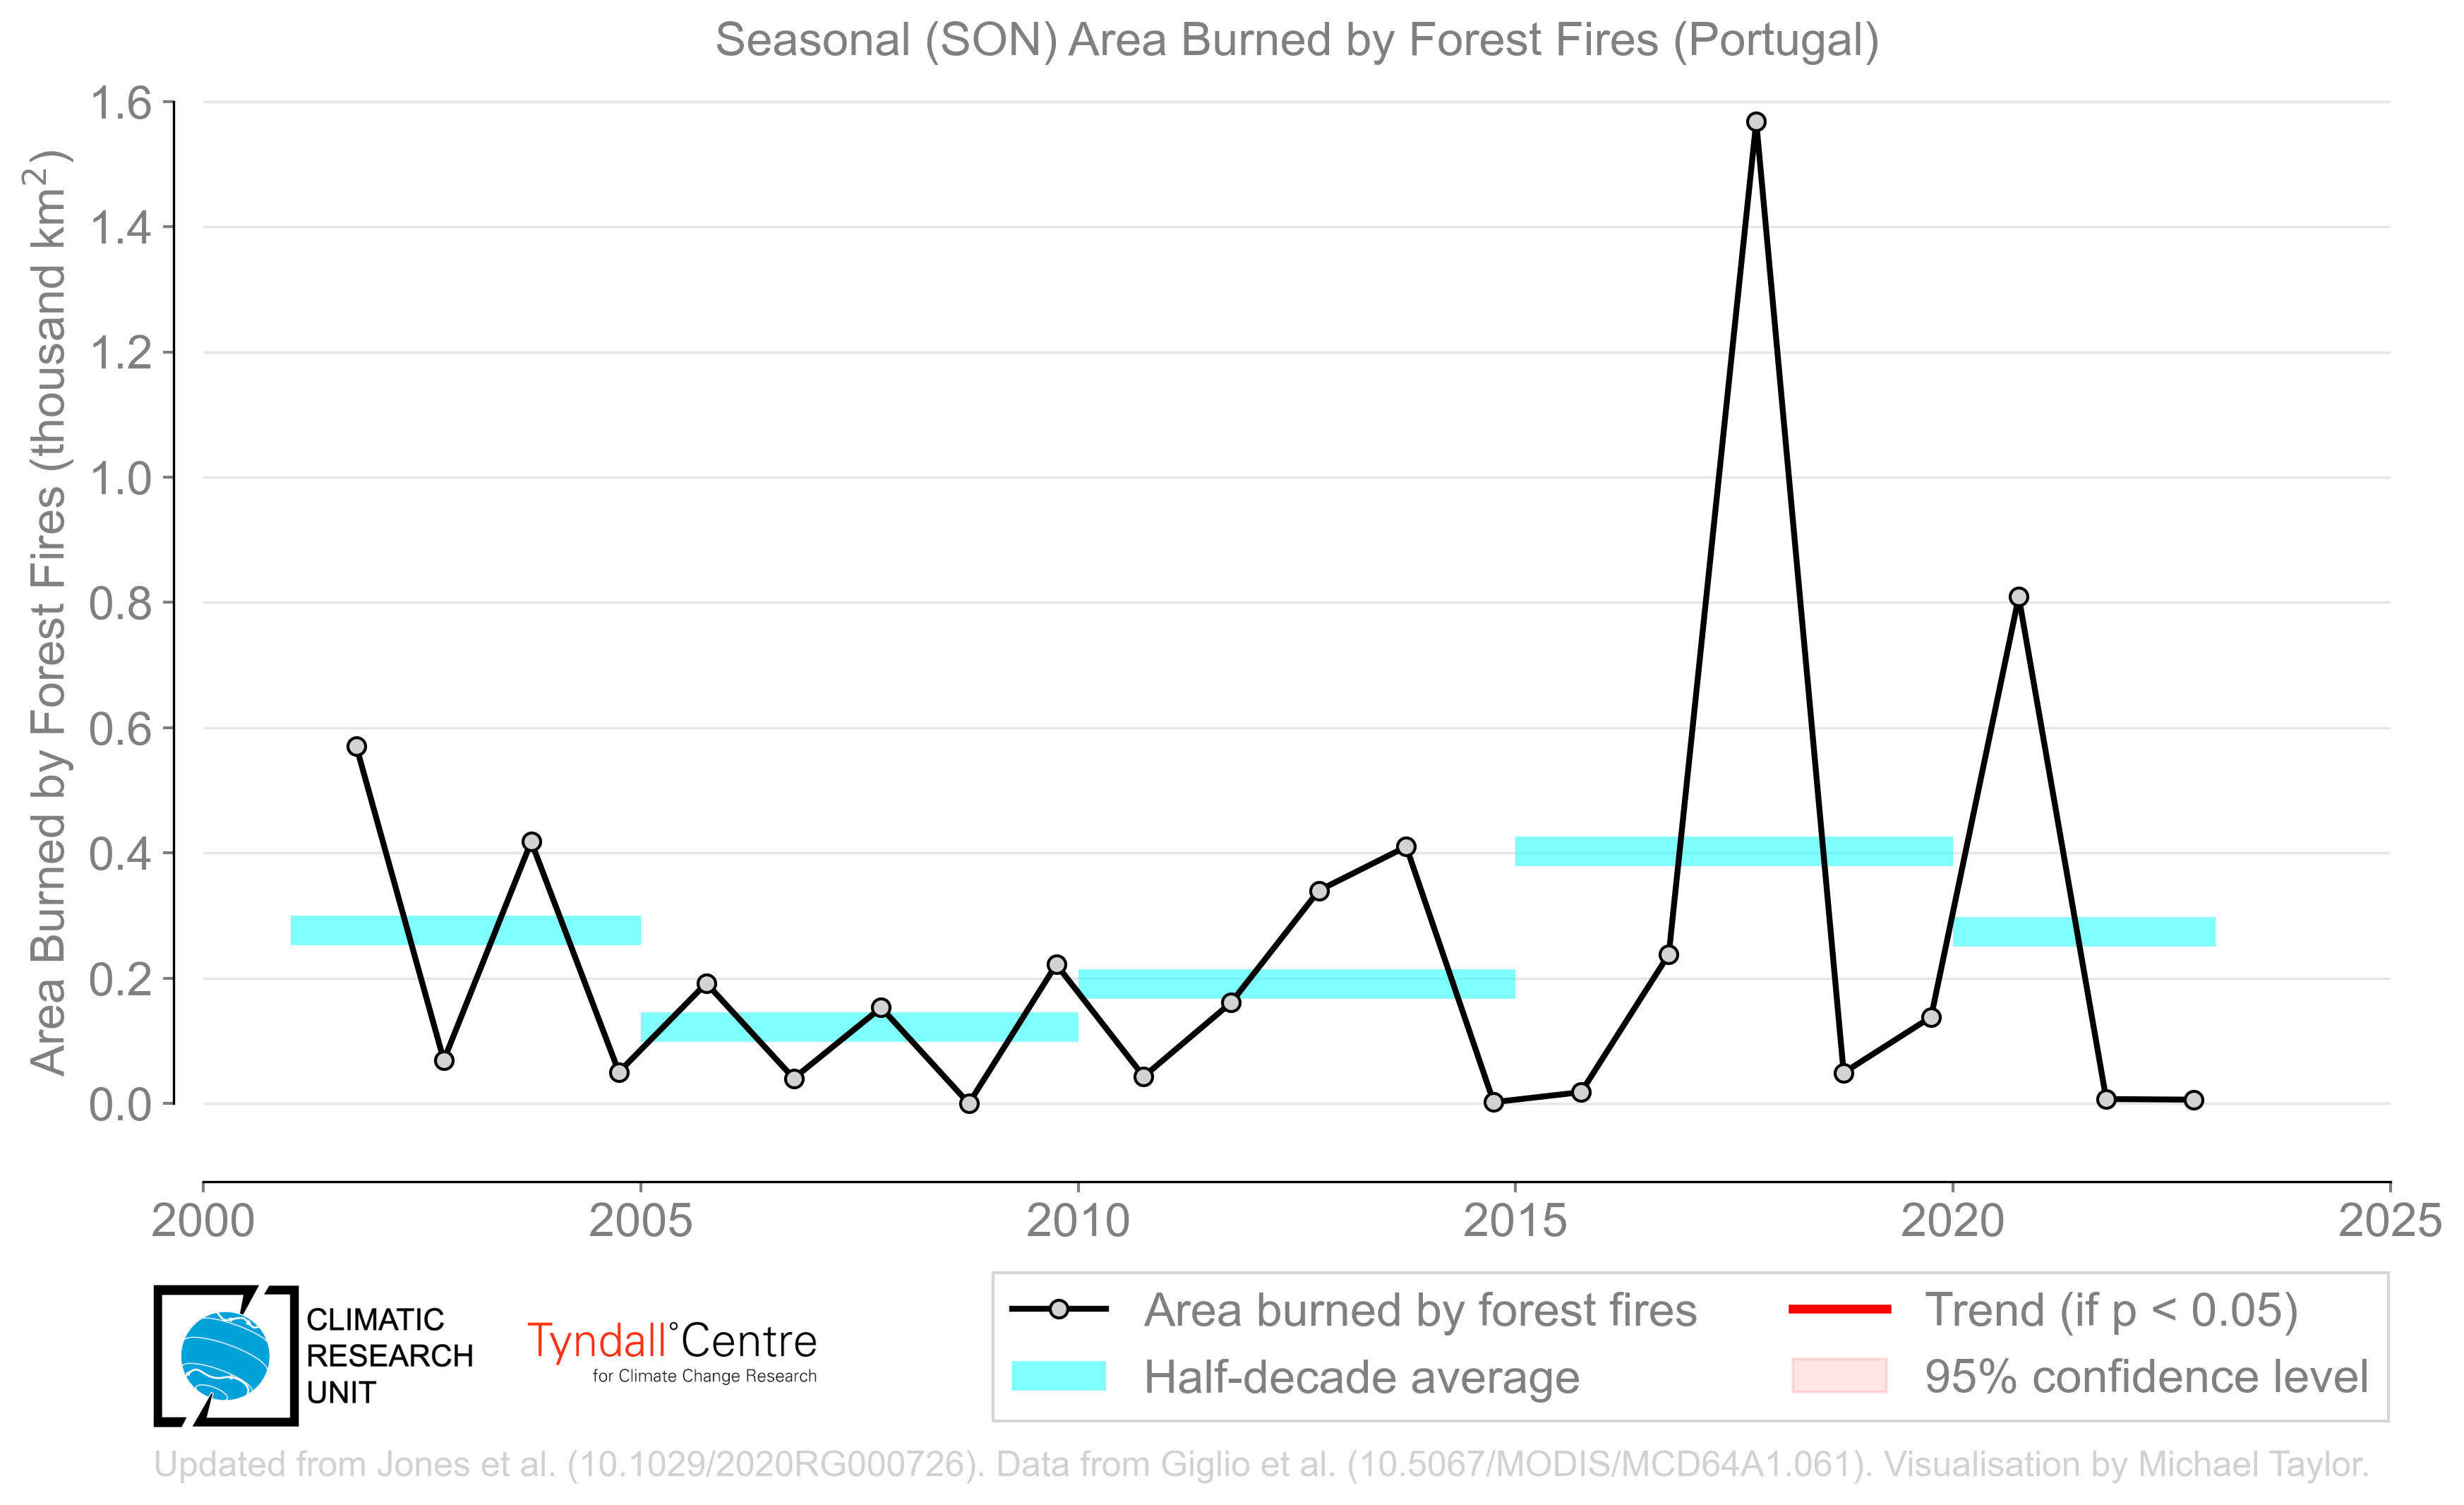 Seasonal (SON) Area Burned by Forest Fires (Portugal)
Area Burned by Forest Fires (thousand km²)
1.6
1.4
1.2
1.0
0.8
0.6
0.4
0.2
0.0
2000 2005 2010 2015 2020 2025
CLIMATIC
RESEARCH
UNIT
Tyndall°Centre
for Climate Change Research
Area burned by forest fires
Half-decade average
Trend (if p < 0.05)
95% confidence level
Updated from Jones et al. (10.1029/2020RG000726). Data from Giglio et al. (10.5067/MODIS/MCD64A1.061). Visualisation by Michael Taylor.